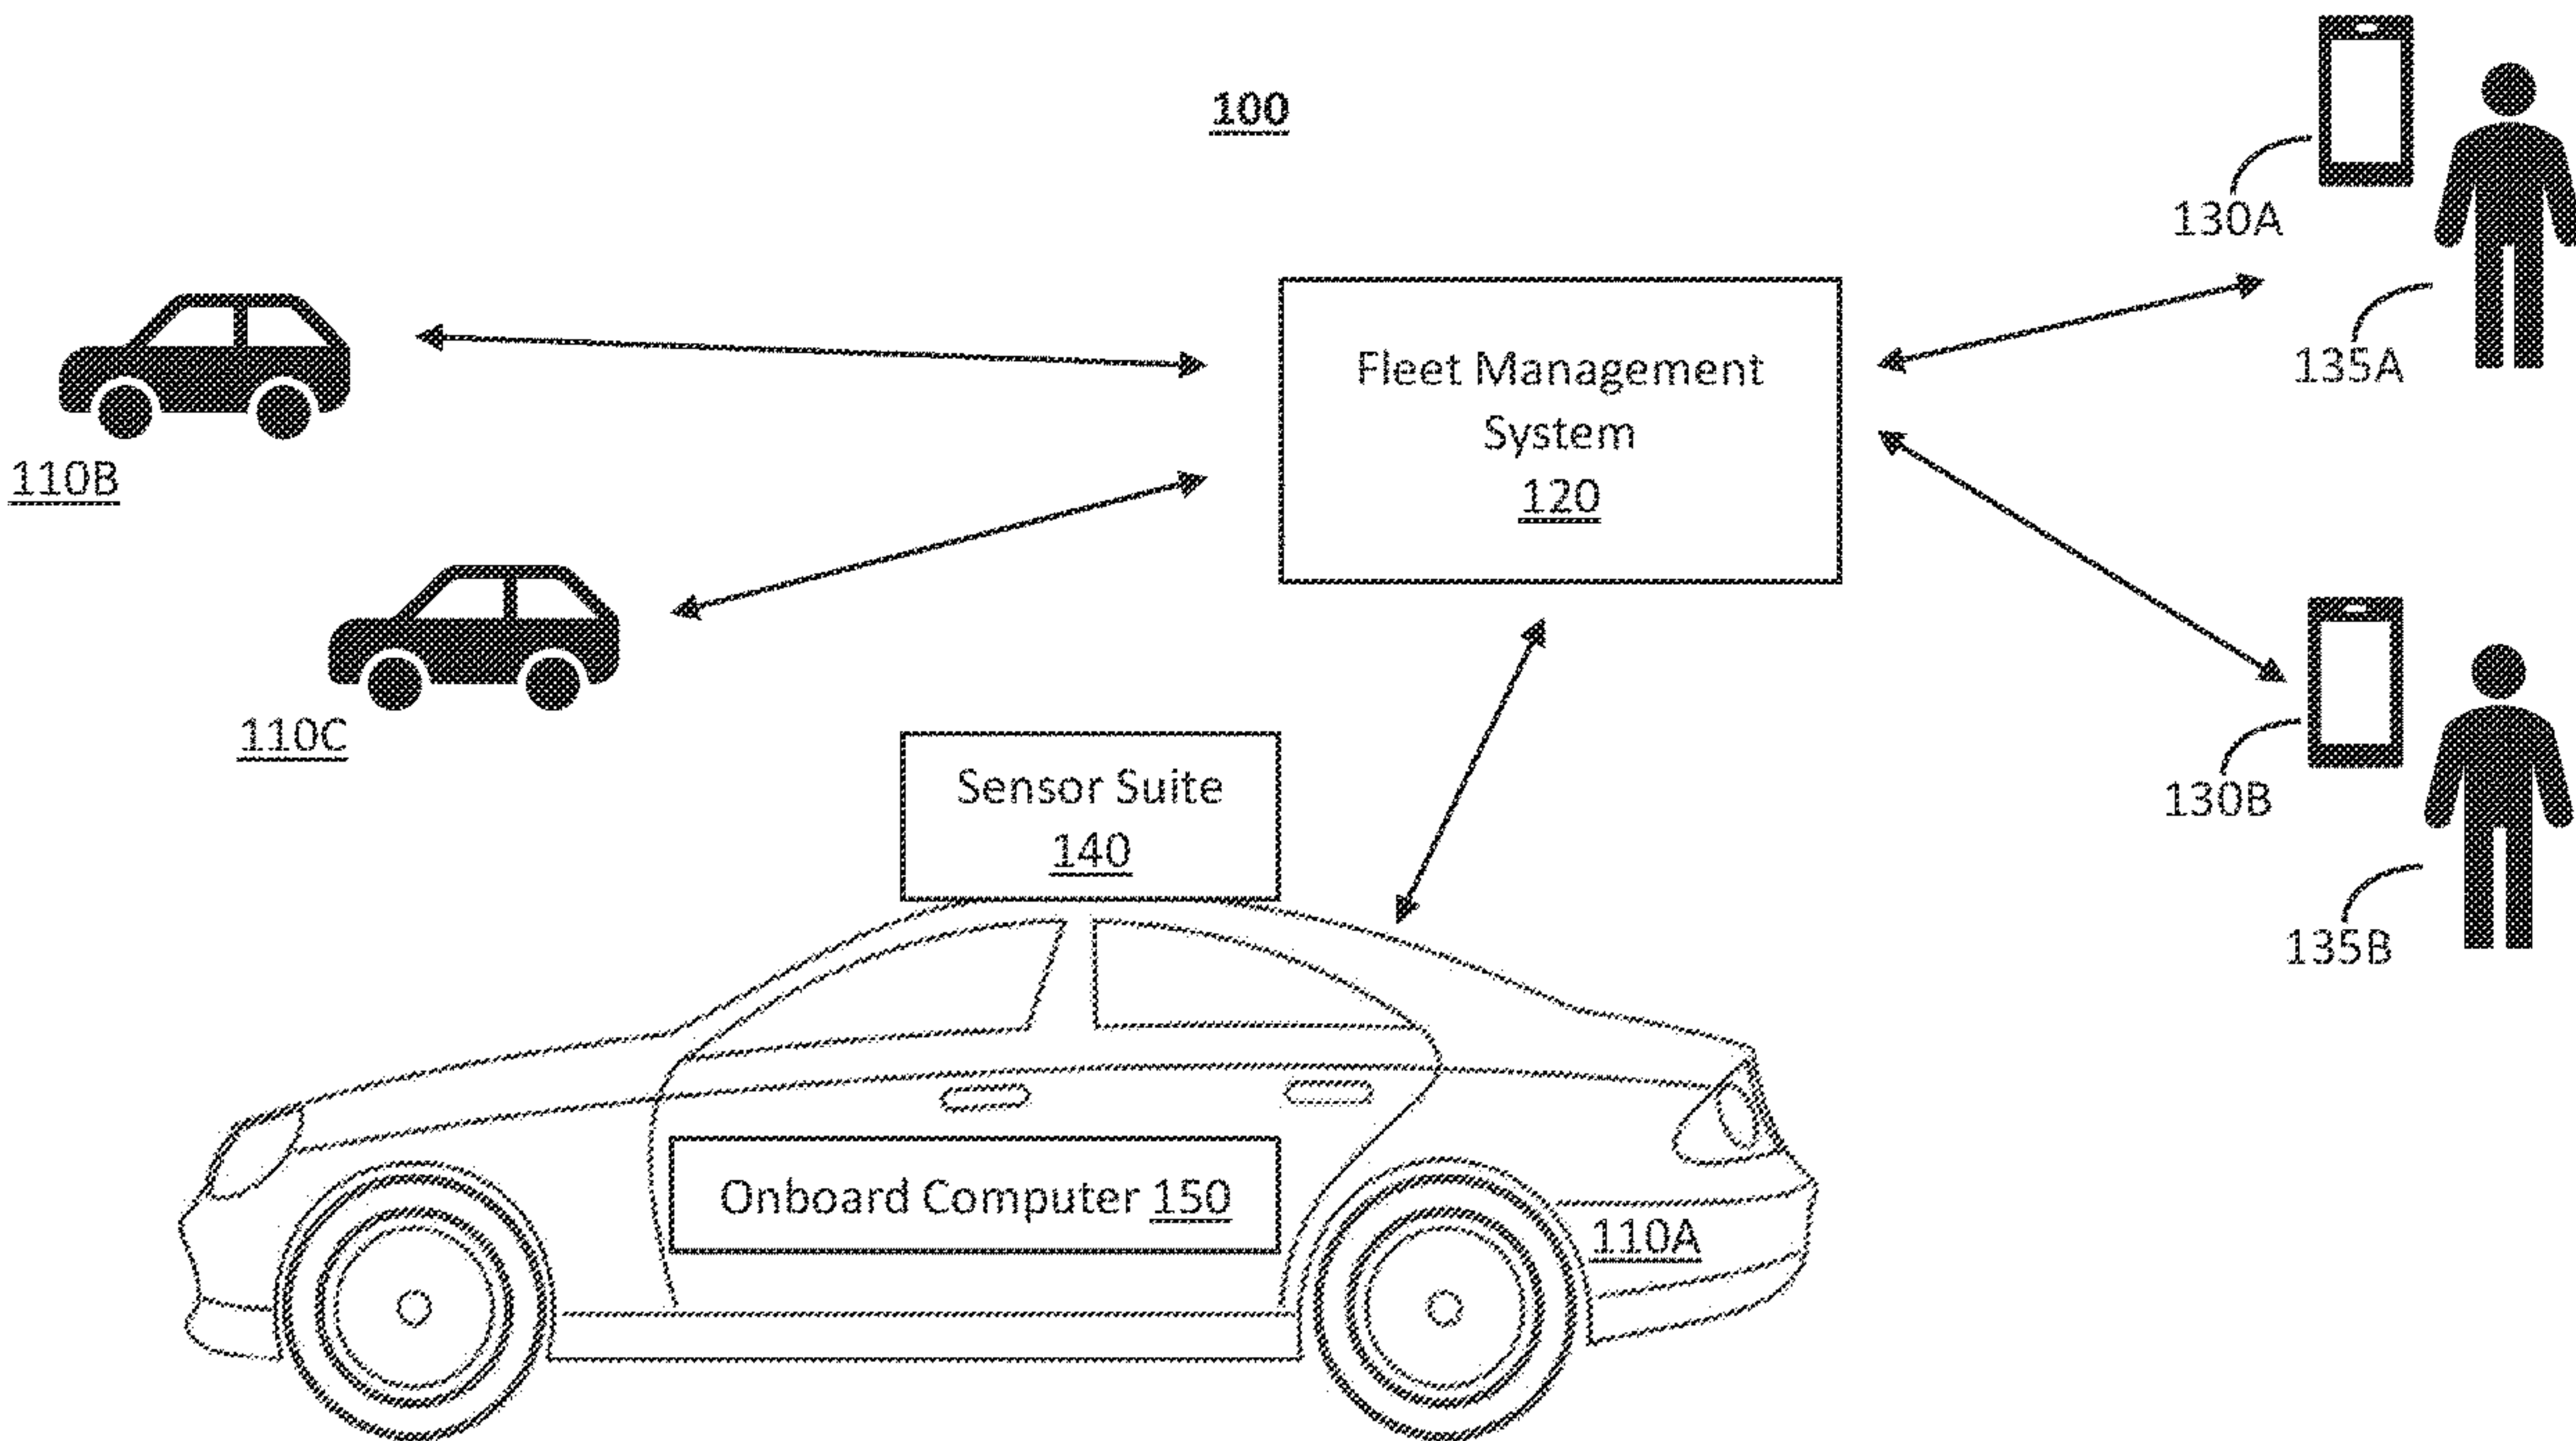 100
130A
135A
110B
Fleet Management
System
120
110C
Sensor Suite
140
130B
135B
Onboard Computer 150
110A